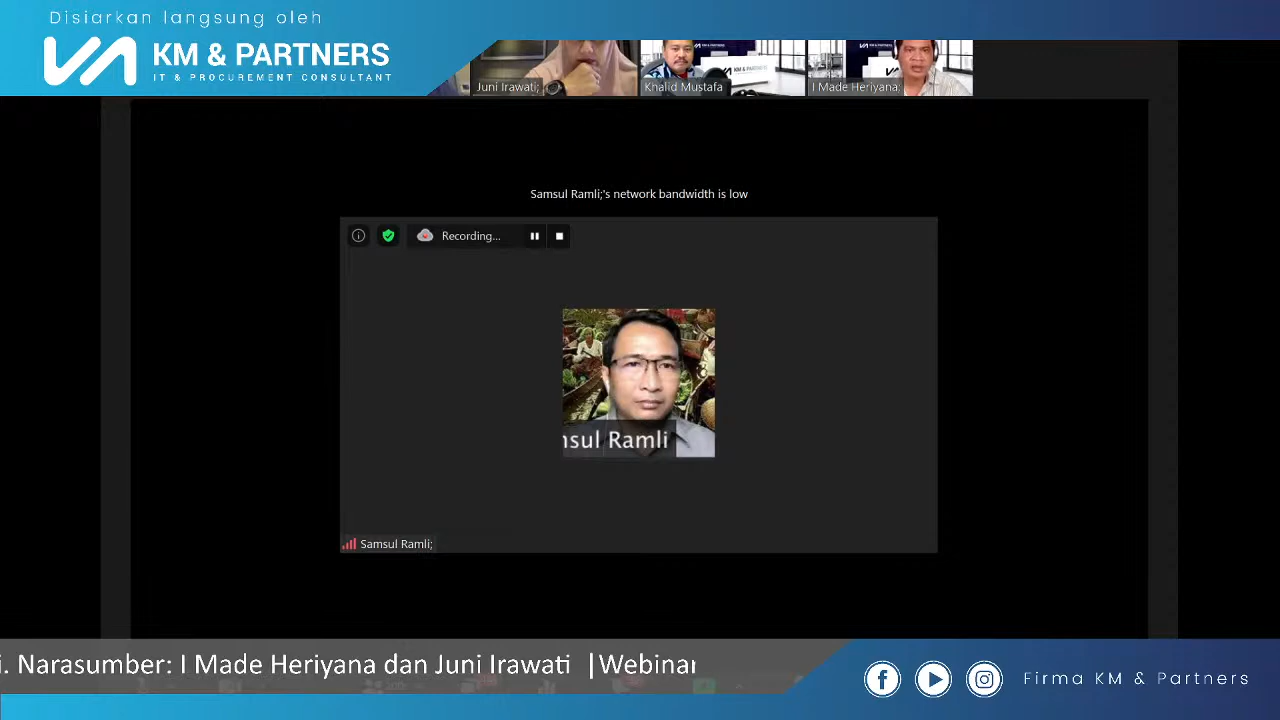 Disiarkan langsung oleh
KM & PARTNERS
IT & PROCUREMENT CONSULTANT
Juni Irawati;
Khalid Mustafa
I Made Heriyana;
Samsul Ramli;'s network bandwidth is low
Recording...
nsul Ramli
Samsul Ramli;
i. Narasumber: I Made Heriyana dan Juni Irawati |Webinar
Firma KM & Partners